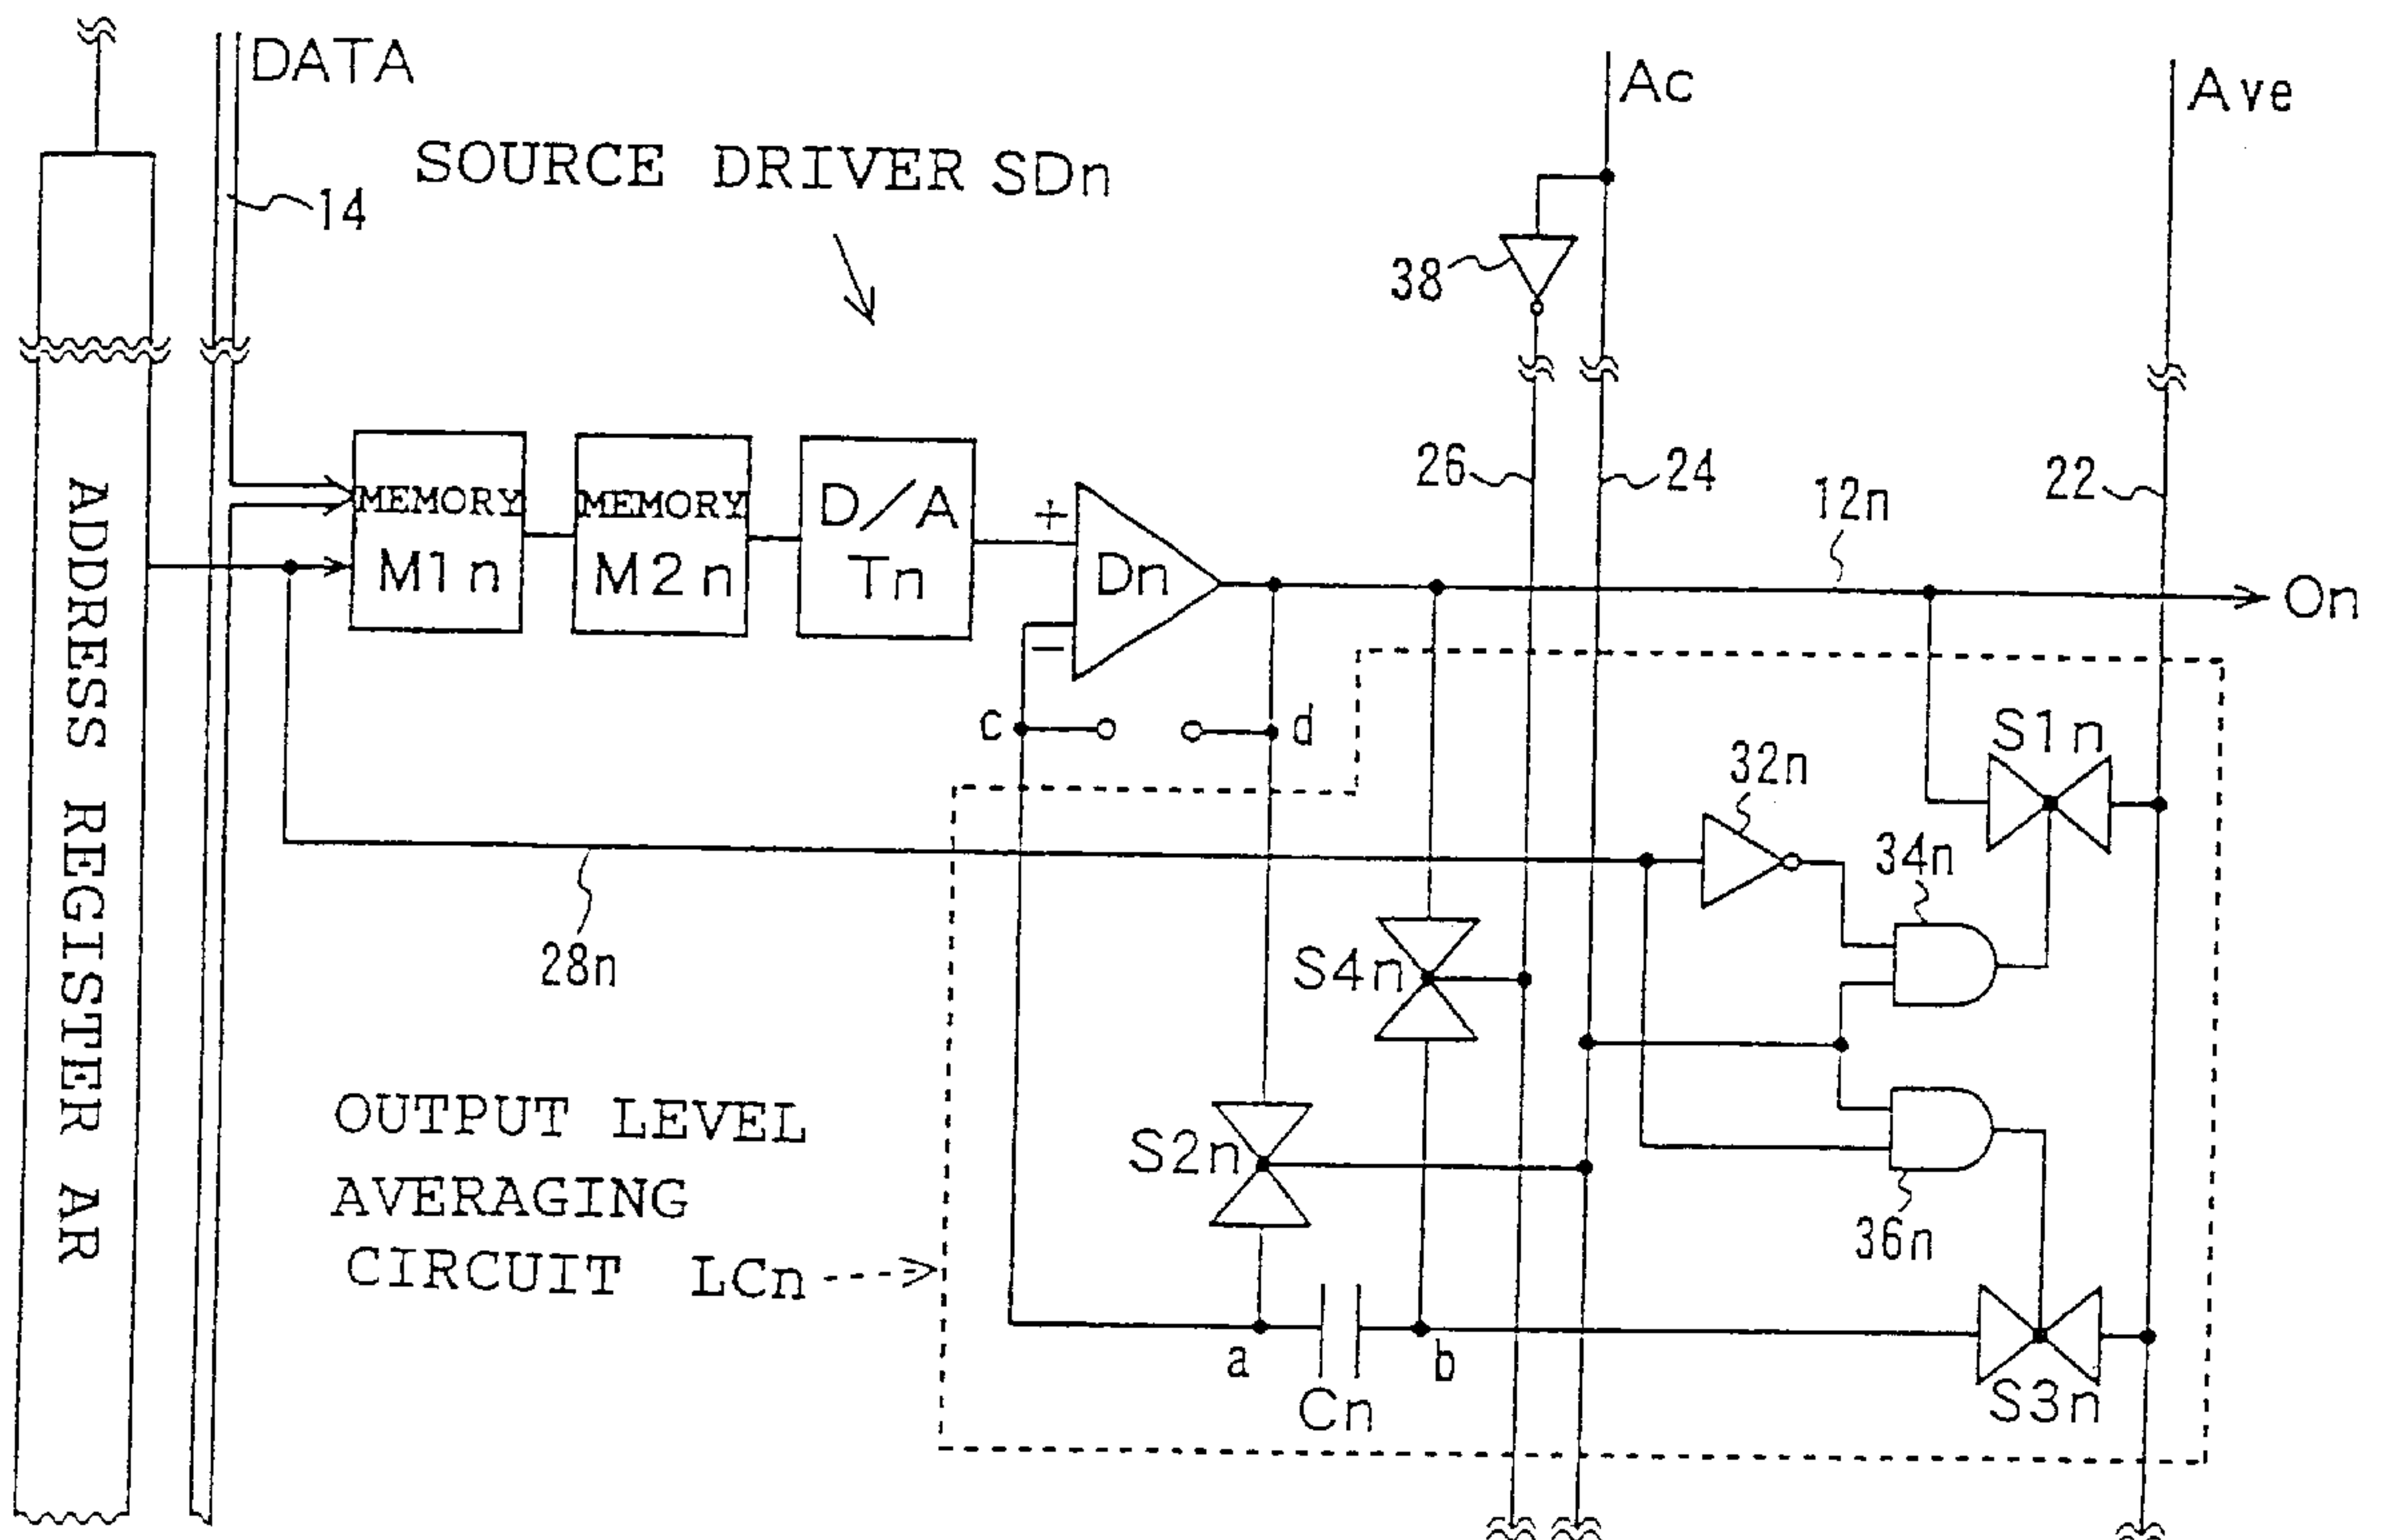 DATA
Ac
Ave
SOURCE DRIVER SDn
14
38
26
24
12n
22
MEMORY
M1n
MEMORY
M2n
D/A
Tn
+
−
Dn
On
c
d
S1n
32n
34n
28n
S4n
ADDRESS REGISTER AR
OUTPUT LEVEL
AVERAGING
CIRCUIT LCn
S2n
36n
a
b
Cn
S3n